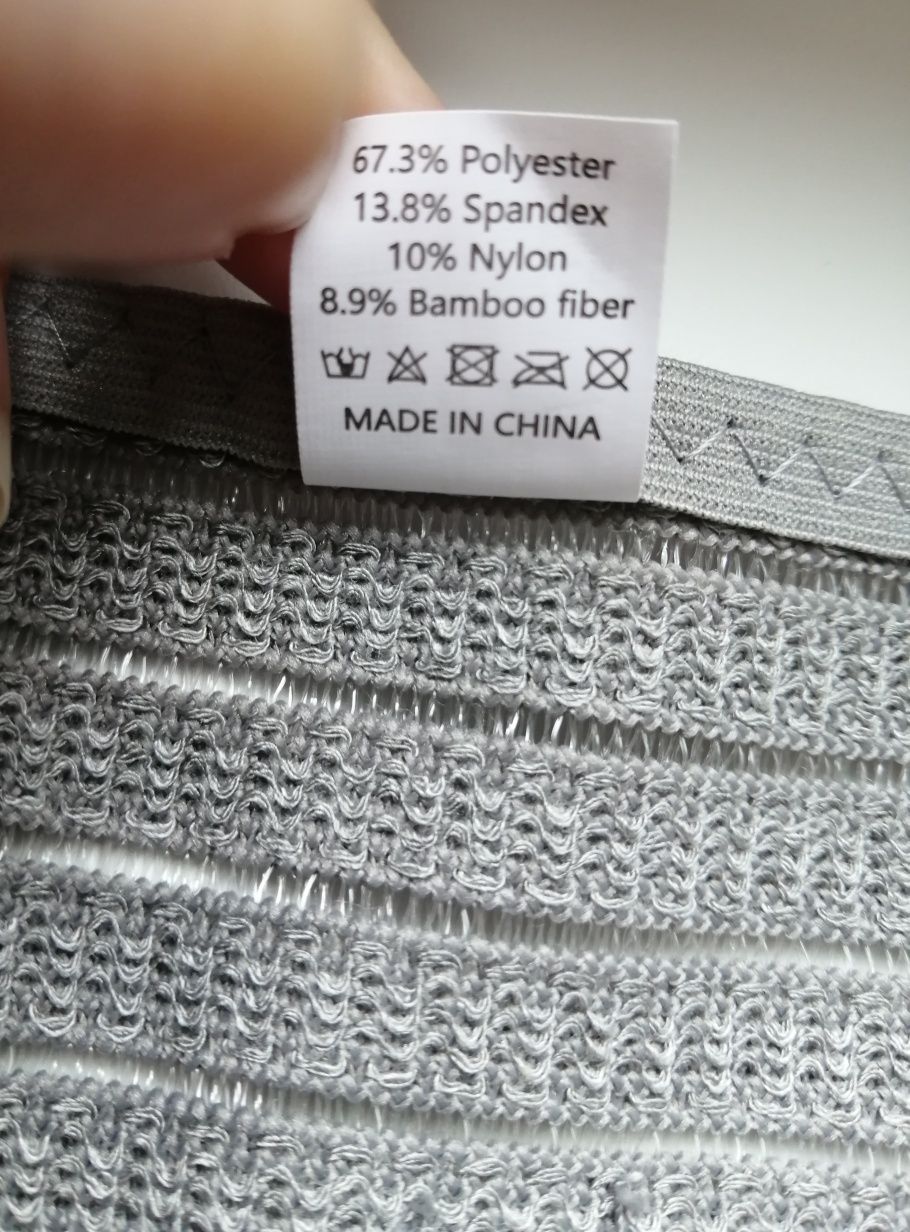 67.3% Polyester
13.8% Spandex
10% Nylon
8.9% Bamboo fiber
MADE IN CHINA